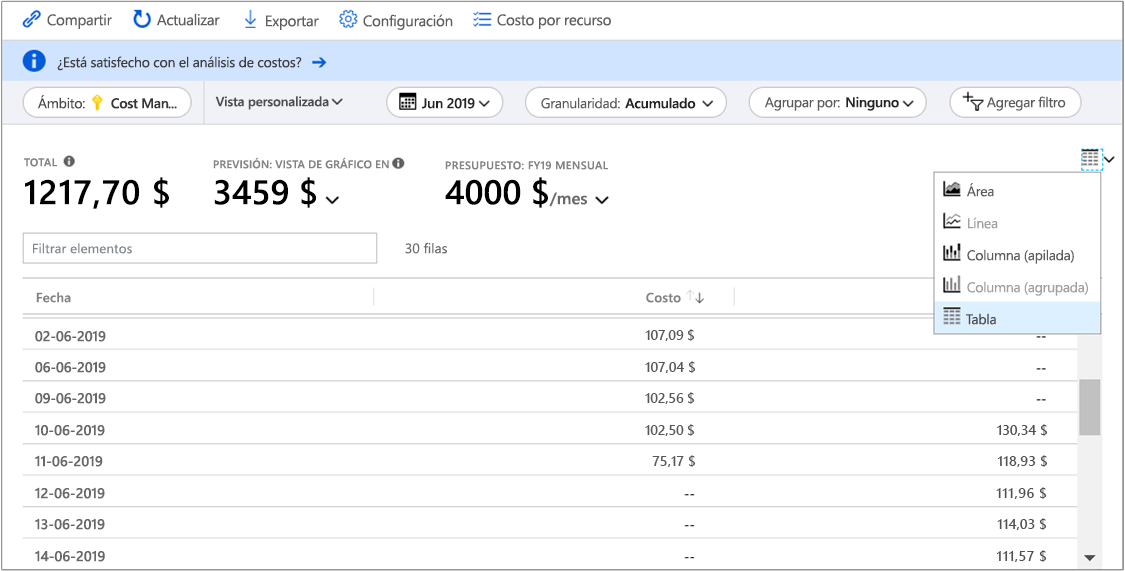 Compartir Actualizar Exportar Configuración Costo por recurso
¿Está satisfecho con el análisis de costos?
Ámbito: Cost Man... Vista personalizada Jun 2019 Granularidad: Acumulado Agrupar por: Ninguno Agregar filtro
TOTAL PREVISIÓN: VISTA DE GRÁFICO EN PRESUPUESTO: FY19 MENSUAL
1217,70 $ 3459 $ 4000 $/mes
Área
Línea
Columna (apilada)
Columna (agrupada)
Tabla
Filtrar elementos 30 filas
Fecha Costo
02-06-2019 107,09 $ --
06-06-2019 107,04 $ --
09-06-2019 102,56 $ --
10-06-2019 102,50 $ 130,34 $
11-06-2019 75,17 $ 118,93 $
12-06-2019 -- 111,96 $
13-06-2019 -- 114,03 $
14-06-2019 -- 111,57 $